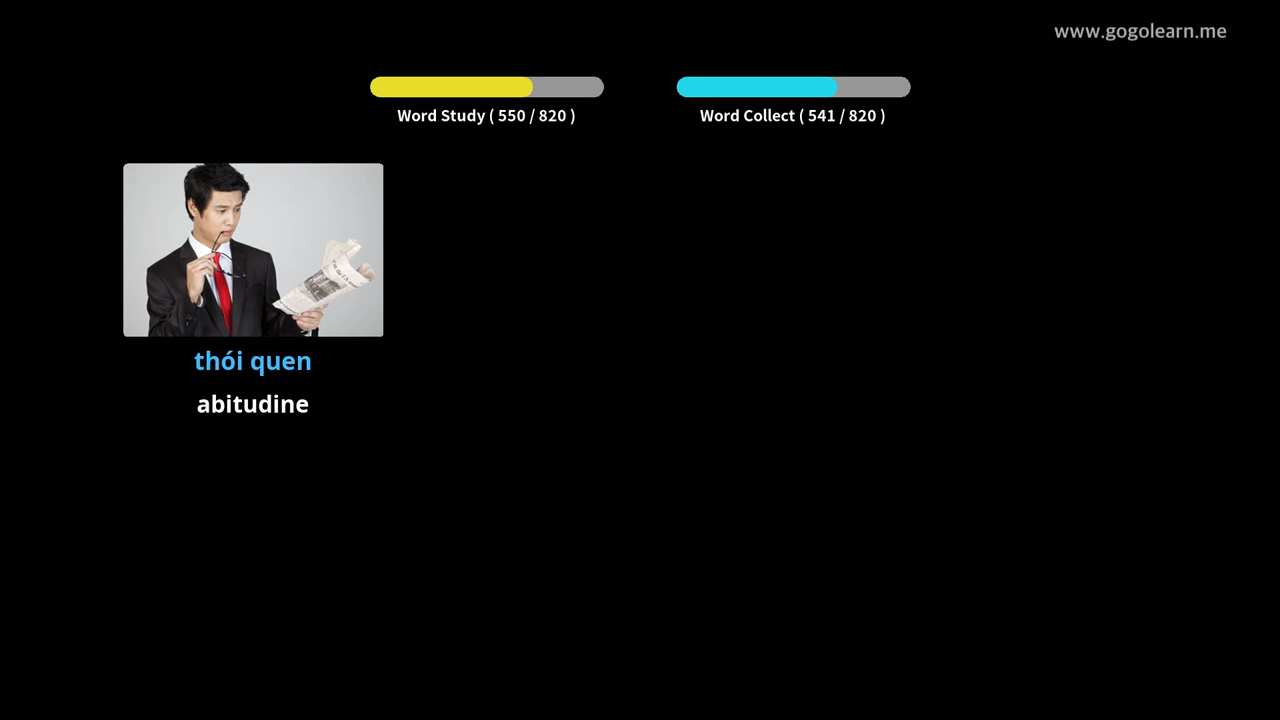 www.gogolearn.me
Word Study ( 550 / 820 )
Word Collect ( 541 / 820 )
thói quen
abitudine